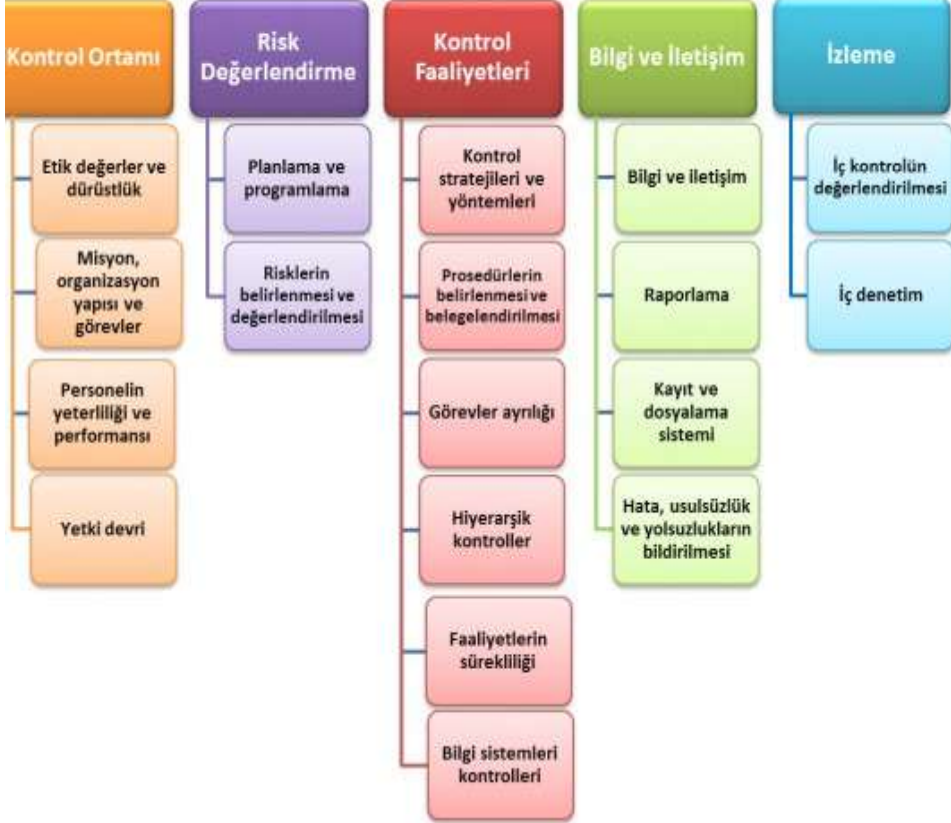 Kontrol Ortamı
Etik değerler ve
dürüstlük
Misyon,
organizasyon
yapısı ve
görevler
Personelin
yeterliliği ve
performansı
Yetki devri
Risk
Değerlendirme
Planlama ve
programlama
Risklerin
belirlenmesi ve
değerlendirilmesi
Kontrol
Faaliyetleri
Kontrol
stratejileri ve
yöntemleri
Prosedürlerin
belirlenmesi ve
belegelendirilmesi
Görevler ayrılığı
Hiyerarşik
kontroller
Faaliyetlerin
sürekliliği
Bilgi sistemleri
kontrolleri
Bilgi ve İletişim
Bilgi ve iletişim
Raporlama
Kayıt ve
dosyalama
sistemi
Hata, usulsüzlük
ve yolsuzlukların
bildirilmesi
İzleme
İç kontrolün
değerlendirilmesi
İç denetim